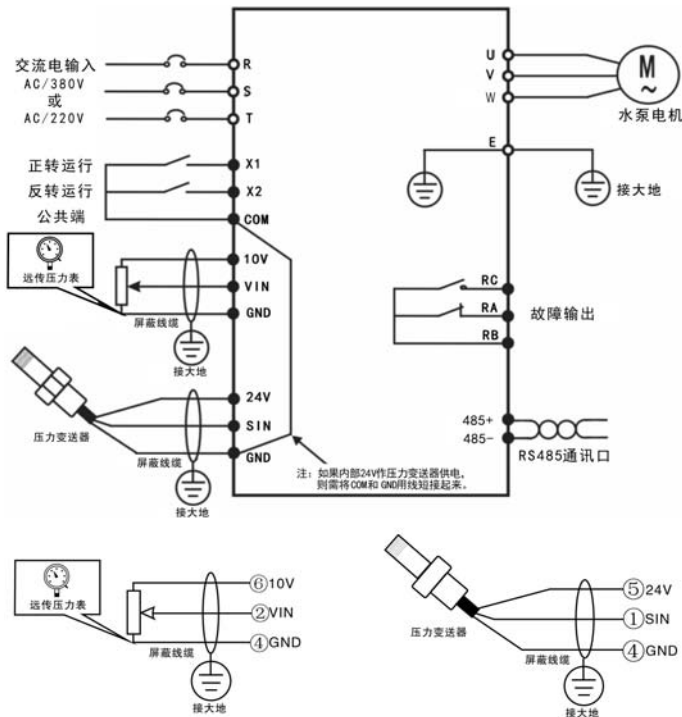 交流电输入
AC/380V
或
AC/220V
R
S
T
正转运行
X1
反转运行
X2
公共端
COM
远传压力表
10V
VIN
GND
屏蔽线缆
接大地
24V
SIN
GND
压力变送器
屏蔽线缆
接大地
注：如果内部24V作压力变送器供电，
则需将COM和GND用线短接起来。
U
V
W
M
~
水泵电机
E
接大地
RC
RA
RB
故障输出
485+
485-
RS485通讯口
远传压力表
⑥10V
②VIN
④GND
屏蔽线缆
接大地
压力变送器
⑤24V
①SIN
④GND
屏蔽线缆
接大地